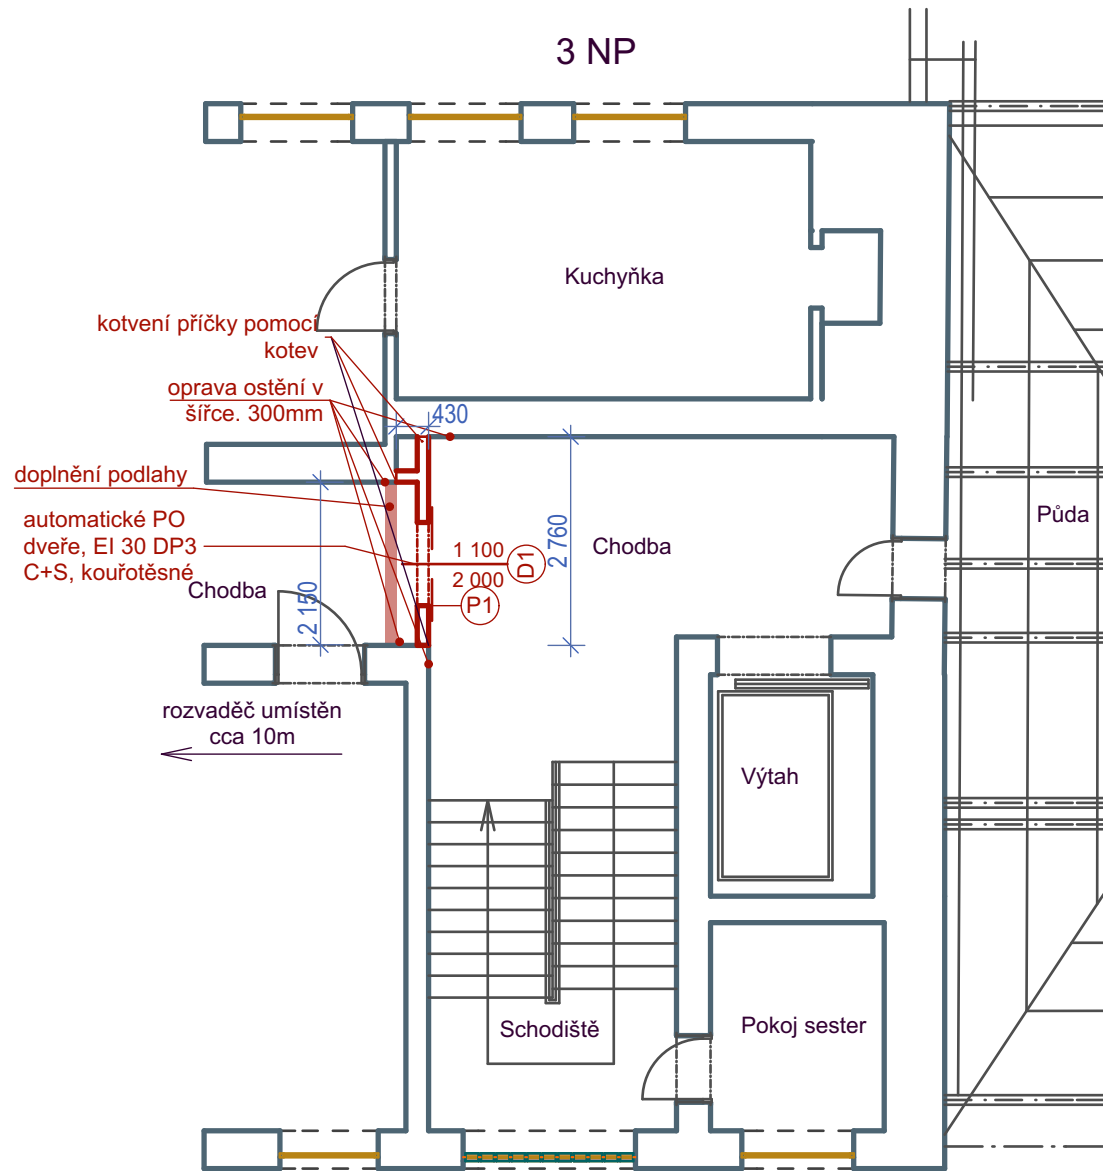 3 NP
Kuchyňka
kotvení příčky pomocí
kotev
oprava ostění v
šířce. 300mm
430
doplnění podlahy
automatické PO
dveře, EI 30 DP3
C+S, kouřotěsné
1 100
2 000
D1
P1
2 760
Chodba
Půda
Chodba
2 150
rozvaděč umístěn
cca 10m
Výtah
Schodiště
Pokoj sester